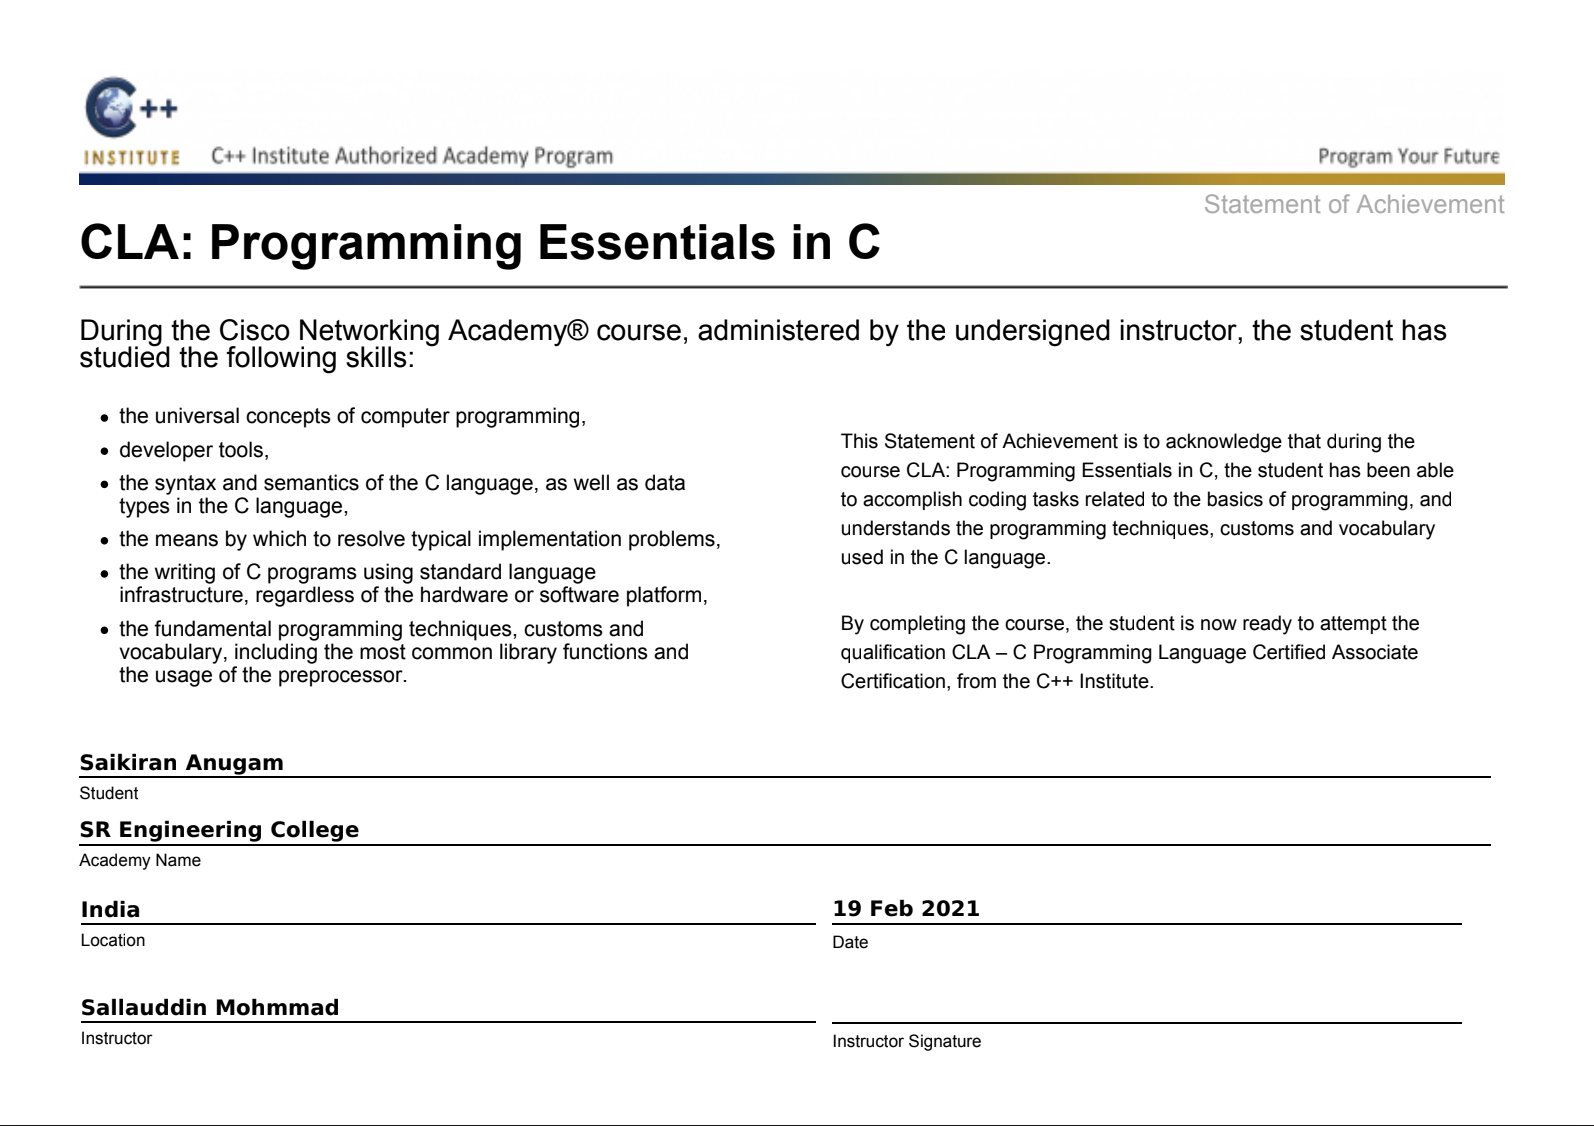 C++
INSTITUTE
C++ Institute Authorized Academy Program
Program Your Future
Statement of Achievement
CLA: Programming Essentials in C
During the Cisco Networking Academy® course, administered by the undersigned instructor, the student has
studied the following skills:
• the universal concepts of computer programming,
• developer tools,
• the syntax and semantics of the C language, as well as data
types in the C language,
• the means by which to resolve typical implementation problems,
• the writing of C programs using standard language
infrastructure, regardless of the hardware or software platform,
• the fundamental programming techniques, customs and
vocabulary, including the most common library functions and
the usage of the preprocessor.
This Statement of Achievement is to acknowledge that during the
course CLA: Programming Essentials in C, the student has been able
to accomplish coding tasks related to the basics of programming, and
understands the programming techniques, customs and vocabulary
used in the C language.
By completing the course, the student is now ready to attempt the
qualification CLA – C Programming Language Certified Associate
Certification, from the C++ Institute.
Saikiran Anugam
Student
SR Engineering College
Academy Name
India
Location
19 Feb 2021
Date
Sallauddin Mohmmad
Instructor
Instructor Signature